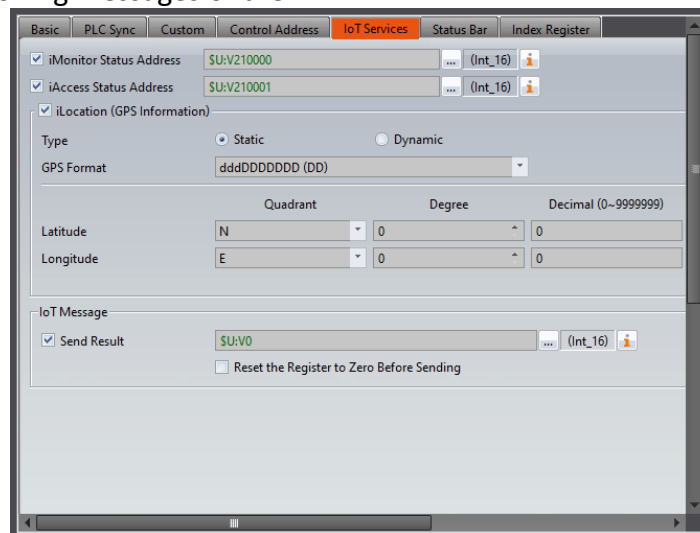 Basic PLC Sync Custom Control Address IoT Services Status Bar Index Register
iMonitor Status Address $U:V210000 ... (Int_16) i
iAccess Status Address $U:V210001 ... (Int_16) i
iLocation (GPS Information)
Type Static Dynamic
GPS Format dddDDDDDDD (DD)
Quadrant Degree Decimal (0~9999999)
Latitude N 0 0
Longitude E 0 0
IoT Message
Send Result $U:V0 ... (Int_16) i
Reset the Register to Zero Before Sending